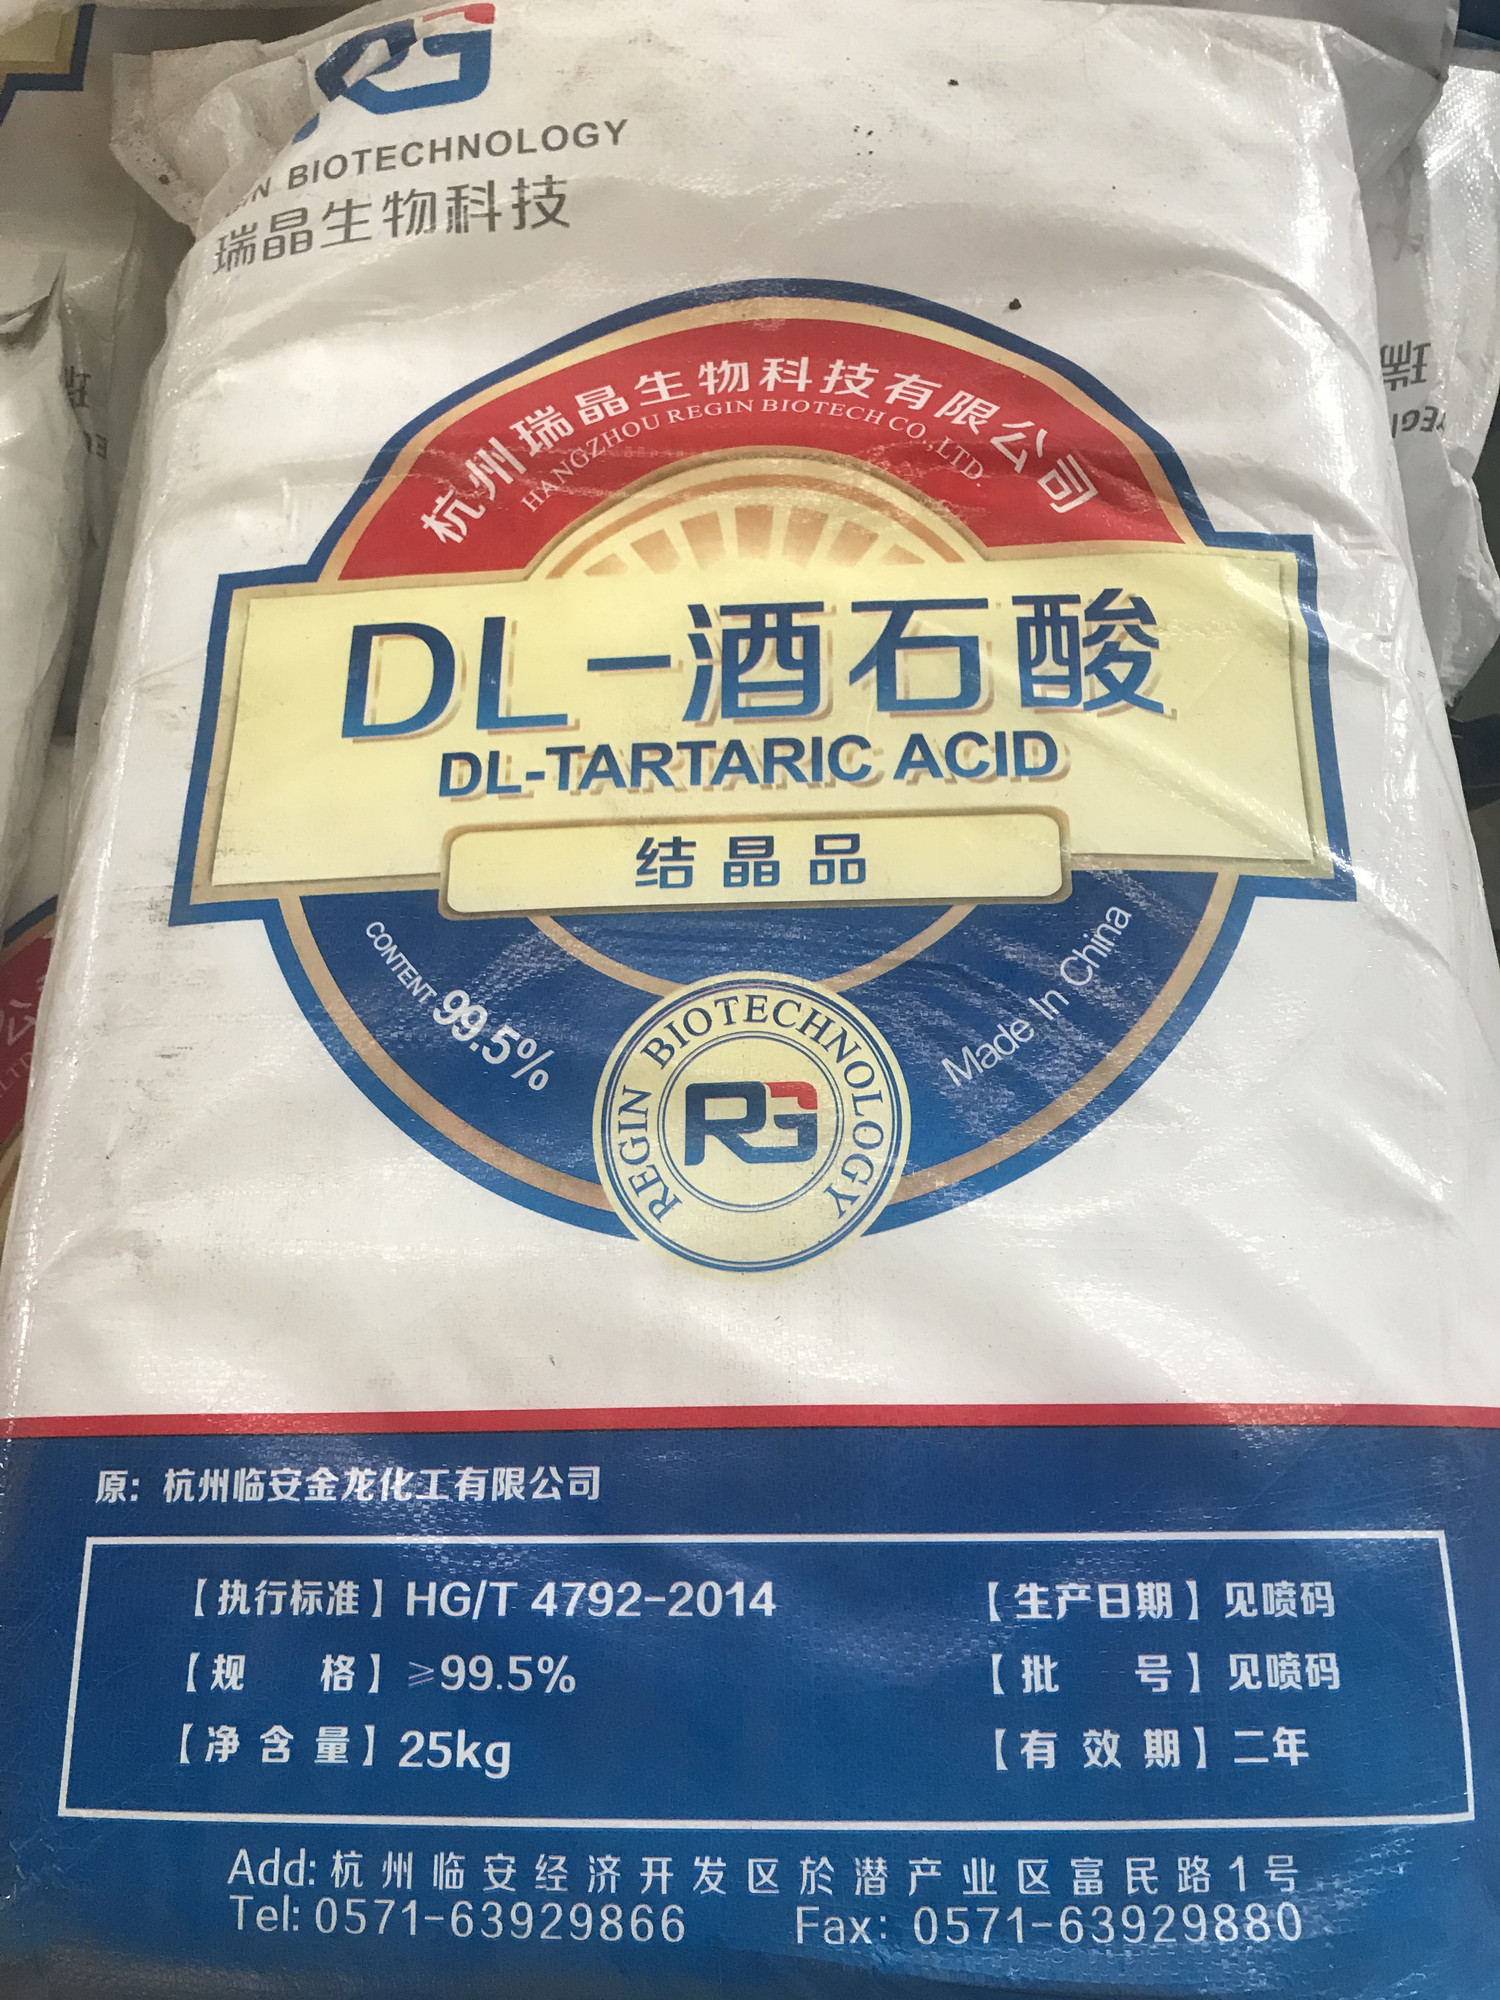 RG
BIOTECHNOLOGY
瑞晶生物科技
杭州瑞晶生物科技有限公司
HANGZHOU REGIN BIOTECH CO.,LTD.
DL-酒石酸
DL-TARTARIC ACID
结晶品
CONTENT 99.5%
Made In China
REGIN BIOTECHNOLOGY
RG
原: 杭州临安金龙化工有限公司
【执行标准】HG/T 4792-2014
【生产日期】见喷码
【规 格】≥99.5%
【批 号】见喷码
【净含量】25kg
【有效期】二年
Add: 杭州临安经济开发区於潜产业区富民路1号
Tel: 0571-63929866 Fax: 0571-63929880